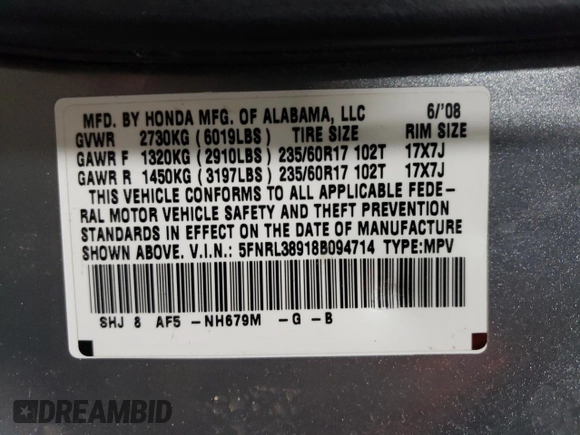 MFD. BY HONDA MFG. OF ALABAMA, LLC 6/'08
GVWR 2730KG (6019LBS) TIRE SIZE RIM SIZE
GAWR F 1320KG (2910LBS) 235/60R17 102T 17X7J
GAWR R 1450KG (3197LBS) 235/60R17 102T 17X7J
THIS VEHICLE CONFORMS TO ALL APPLICABLE FEDE-
RAL MOTOR VEHICLE SAFETY AND THEFT PREVENTION
STANDARDS IN EFFECT ON THE DATE OF MANUFACTURE
SHOWN ABOVE. V.I.N.: 5FNRL38918B094714 TYPE:MPV
SHJ 8 AF5 -NH679M -G -B
DREAMBID